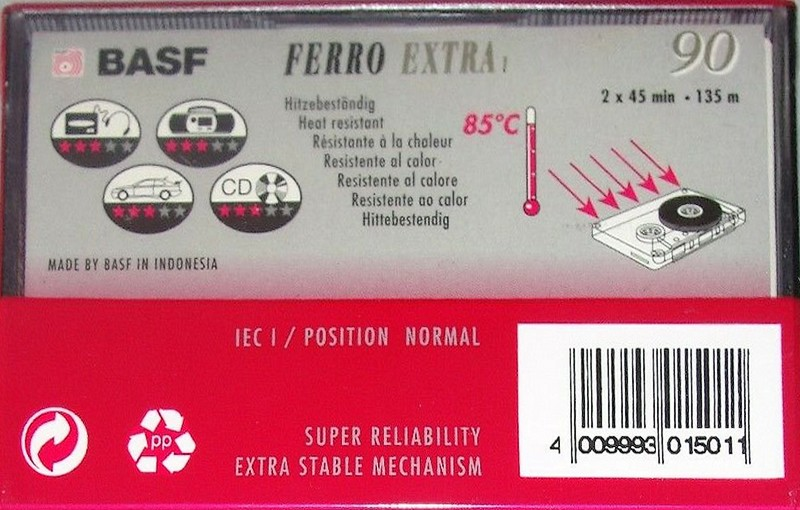 BASF FERRO EXTRA I 90
2 x 45 min • 135 m
Hitzebeständig
Heat resistant
Résistante à la chaleur
Resistente al calor
Resistente al calore
Resistente ao calor
Hittebestendig
85°C
CD
MADE BY BASF IN INDONESIA
IEC I / POSITION NORMAL
SUPER RELIABILITY
EXTRA STABLE MECHANISM
PP
4 009993 015011